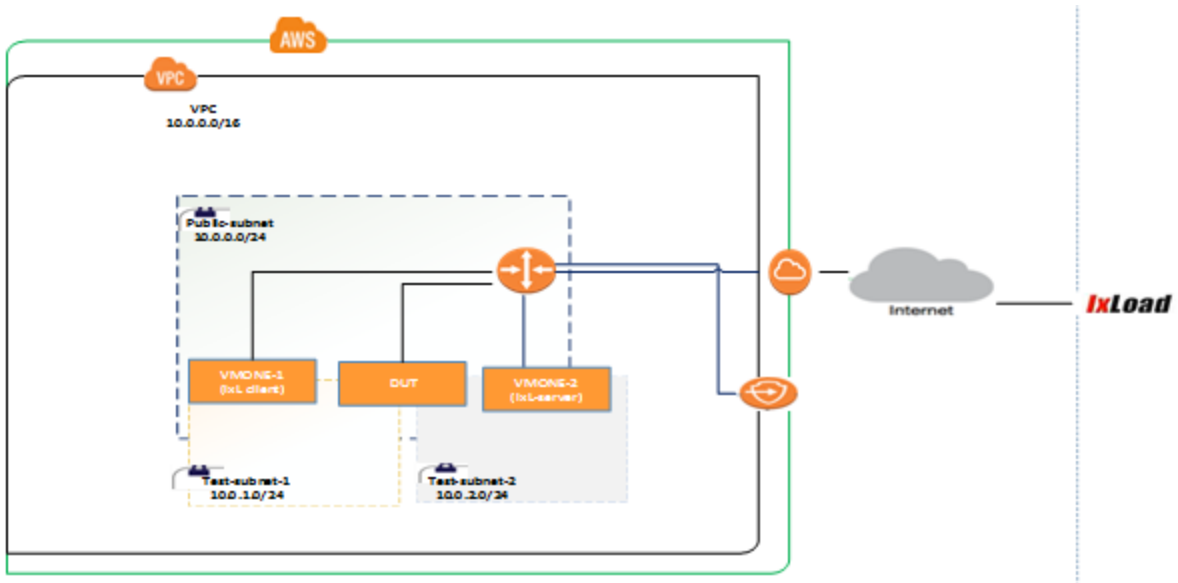 AWS
VPC
VPC
10.0.0.0/16
Public-subnet
10.0.0.0/24
VMONE-1
(IxL client)
DUT
VMONE-2
(IxL-server)
Internet
IxLoad
Test-subnet-1
10.0.1.0/24
Test-subnet-2
10.0.2.0/24